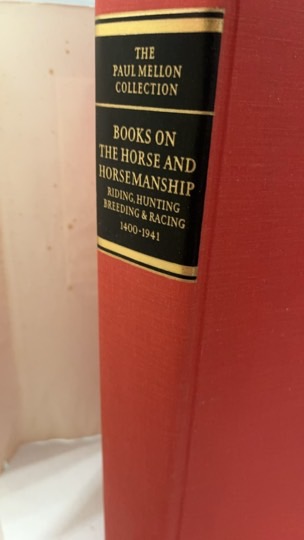 THE
PAUL MELLON
COLLECTION
BOOKS ON
THE HORSE AND
HORSEMANSHIP
RIDING, HUNTING
BREEDING & RACING
1400-1941